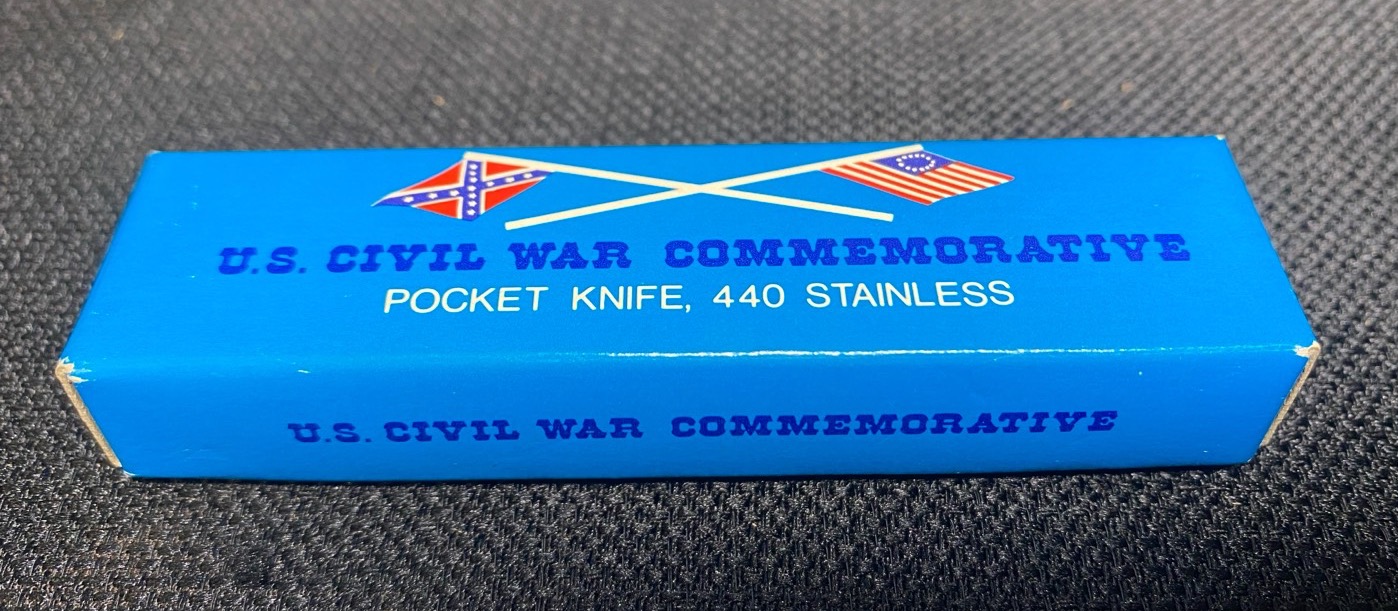 U.S. CIVIL WAR COMMEMORATIVE
POCKET KNIFE, 440 STAINLESS
U.S. CIVIL WAR COMMEMORATIVE